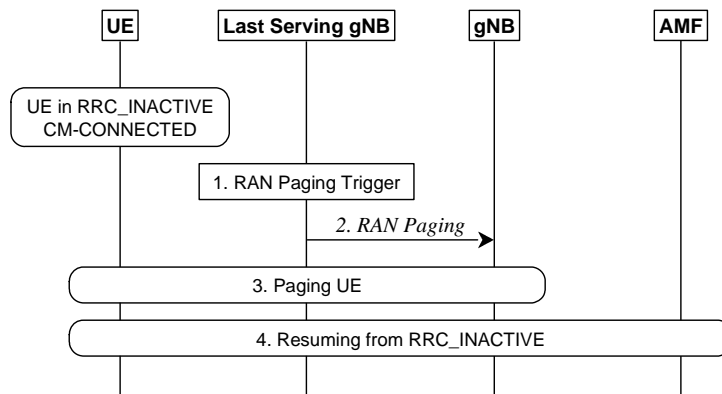 UE
Last Serving gNB
gNB
AMF
UE in RRC_INACTIVE
CM-CONNECTED
1. RAN Paging Trigger
2. RAN Paging
3. Paging UE
4. Resuming from RRC_INACTIVE